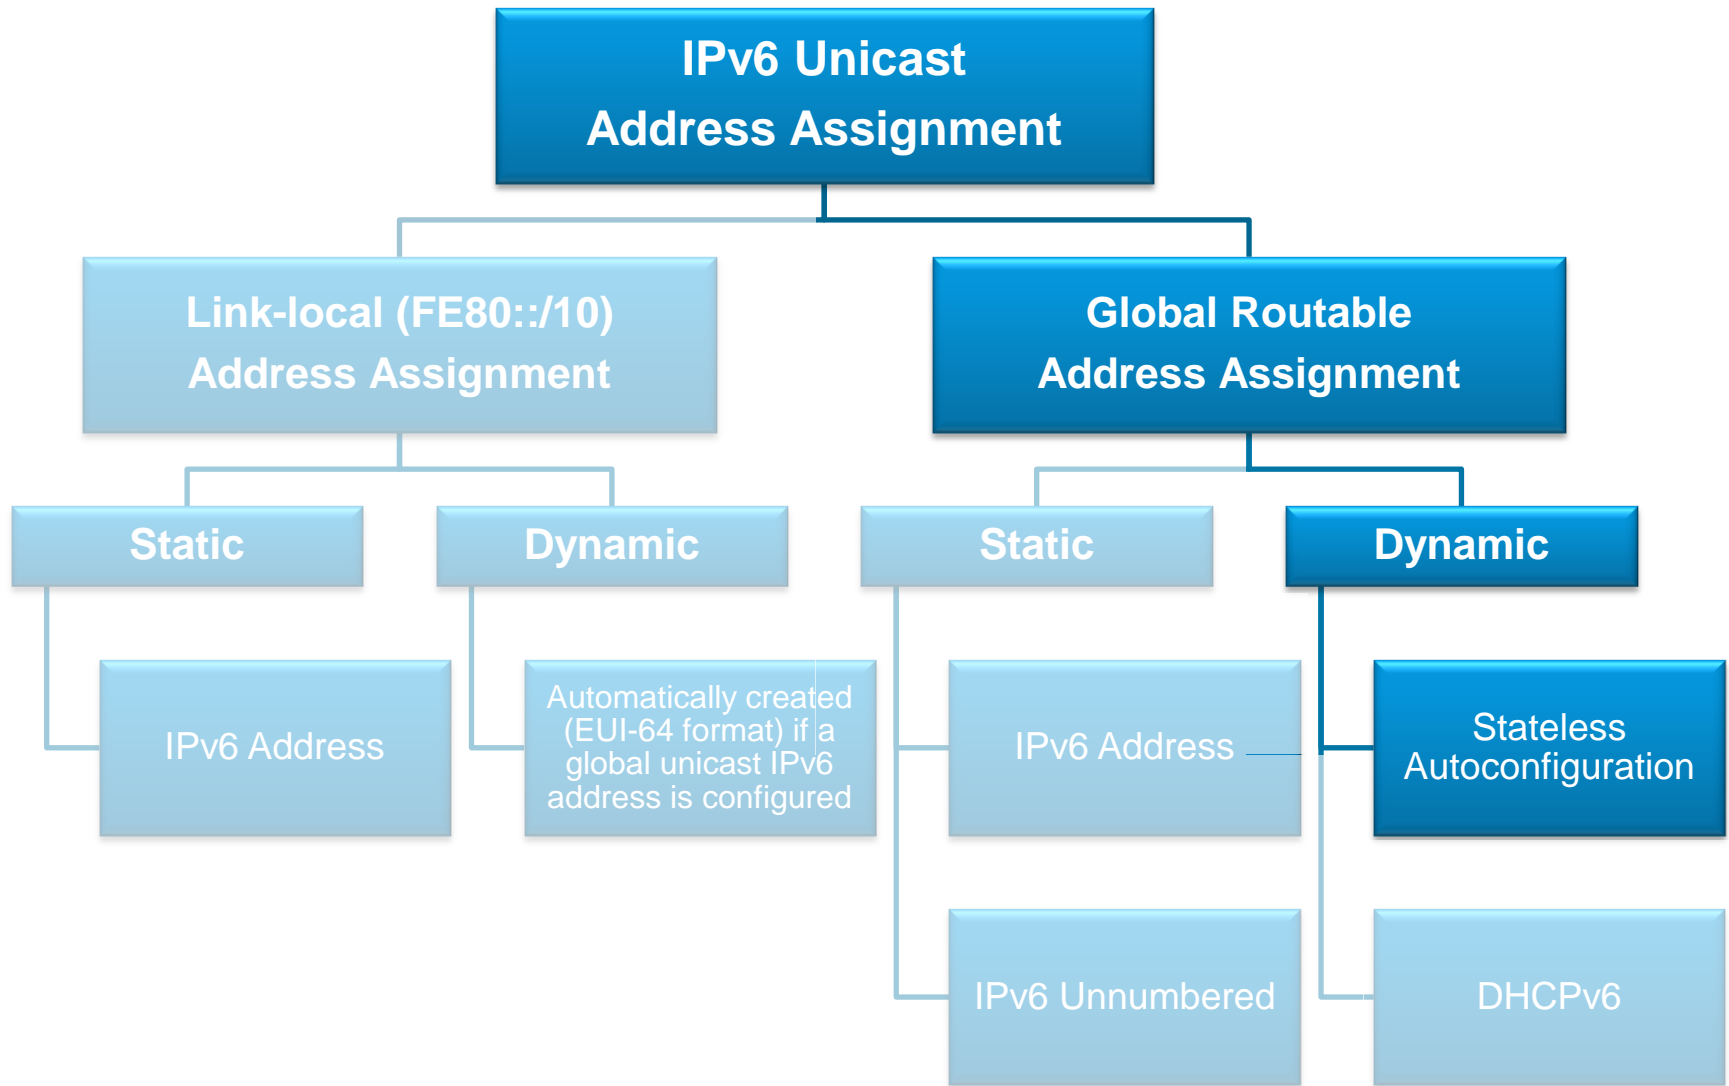 IPv6 Unicast
Address Assignment
Link-local (FE80::/10)
Address Assignment
Global Routable
Address Assignment
Static
Dynamic
Static
Dynamic
IPv6 Address
Automatically created
(EUI-64 format) if a
global unicast IPv6
address is configured
IPv6 Address
Stateless
Autoconfiguration
IPv6 Unnumbered
DHCPv6